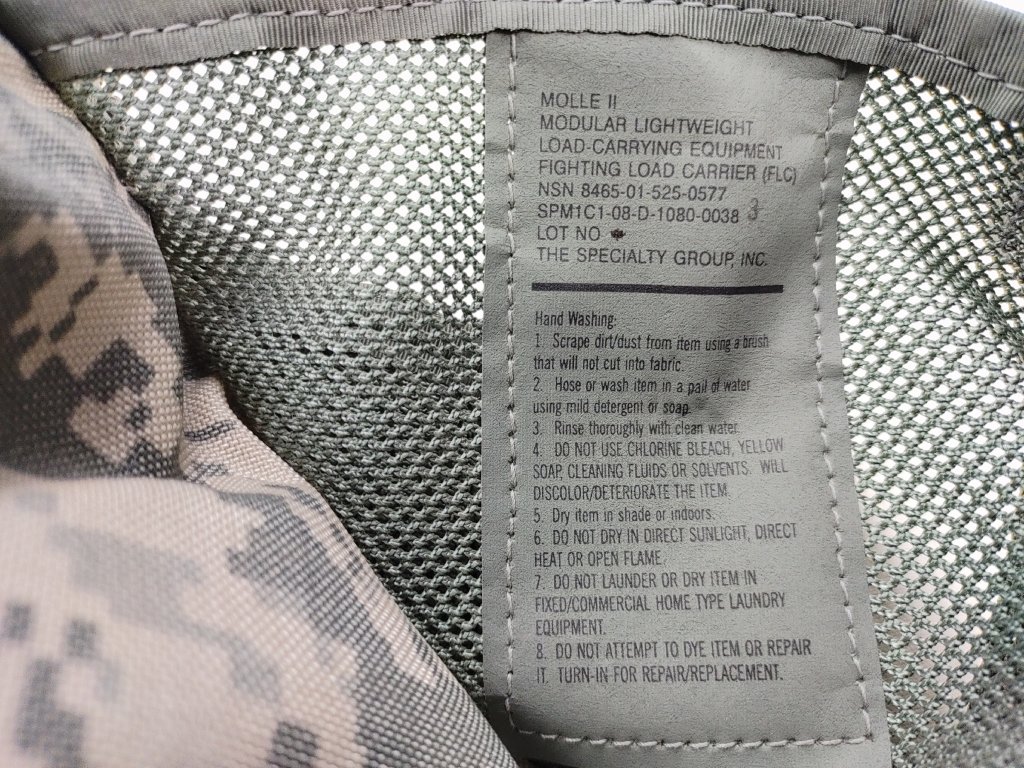 MOLLE II
MODULAR LIGHTWEIGHT
LOAD-CARRYING EQUIPMENT
FIGHTING LOAD CARRIER (FLC)
NSN 8465-01-525-0577
SPM1C1-08-D-1080-0038 3
LOT NO
THE SPECIALTY GROUP, INC.
Hand Washing:
1. Scrape dirt/dust from item using a brush
that will not cut into fabric.
2. Hose or wash item in a pail of water
using mild detergent or soap.
3. Rinse thoroughly with clean water.
4. DO NOT USE CHLORINE BLEACH, YELLOW
SOAP, CLEANING FLUIDS OR SOLVENTS. WILL
DISCOLOR/DETERIORATE THE ITEM.
5. Dry item in shade or indoors.
6. DO NOT DRY IN DIRECT SUNLIGHT, DIRECT
HEAT OR OPEN FLAME.
7. DO NOT LAUNDER OR DRY ITEM IN
FIXED/COMMERCIAL HOME TYPE LAUNDRY
EQUIPMENT.
8. DO NOT ATTEMPT TO DYE ITEM OR REPAIR
IT. TURN-IN FOR REPAIR/REPLACEMENT.